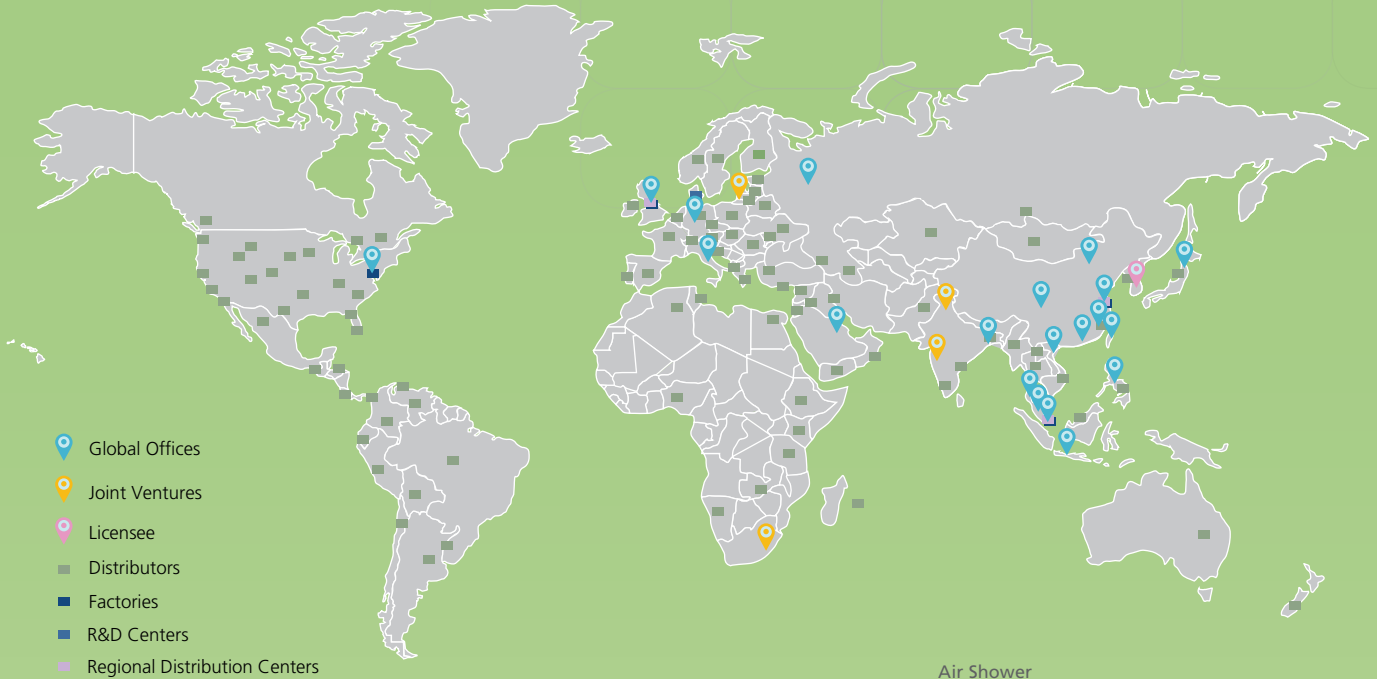 Global Offices
Joint Ventures
Licensee
Distributors
Factories
R&D Centers
Regional Distribution Centers
Air Shower